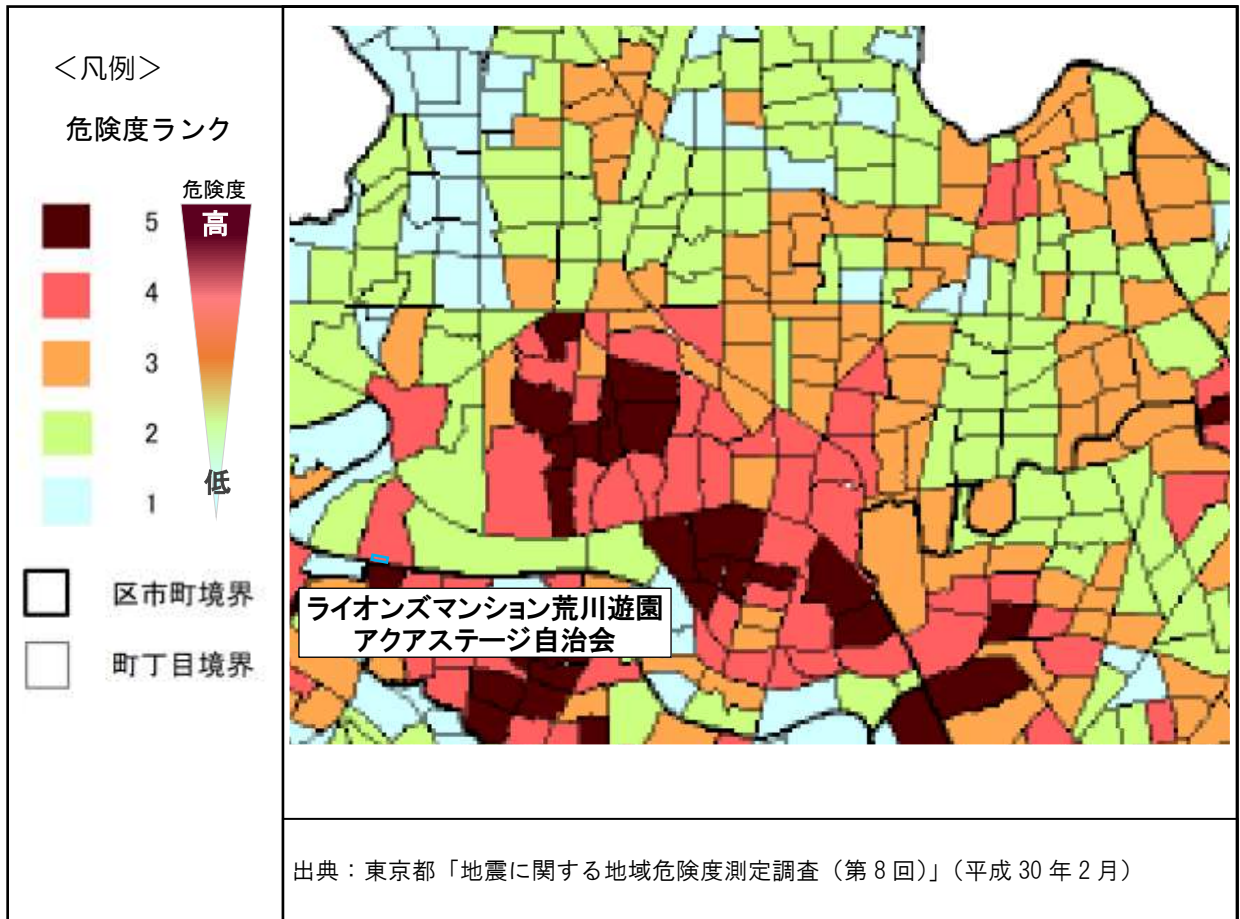 ＜凡例＞
危険度ランク
危険度
高
5
4
3
2
1
低
区市町境界
町丁目境界
ライオンズマンション荒川遊園
アクアステージ自治会
出典：東京都「地震に関する地域危険度測定調査（第８回）」（平成 30 年 2 月）